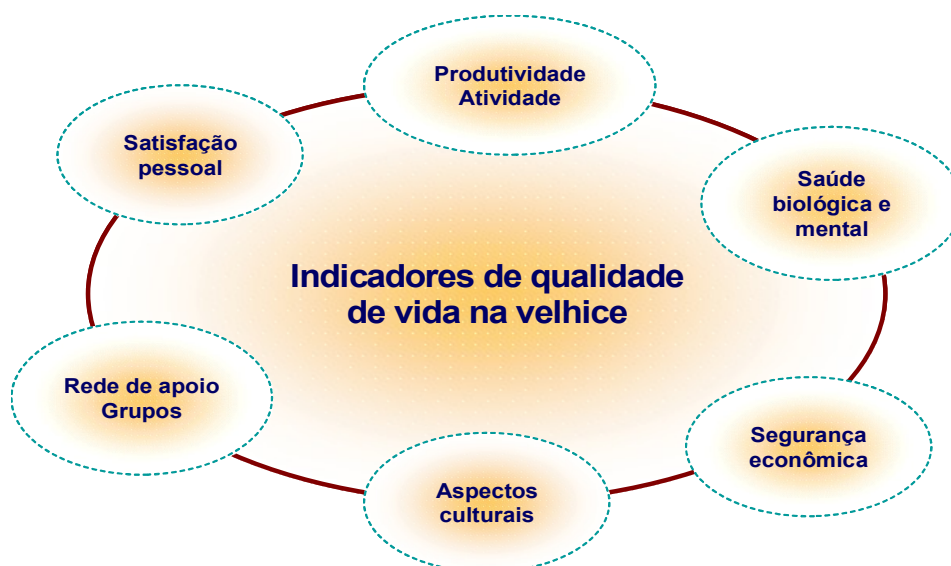 Produtividade
Atividade
Satisfação
pessoal
Saúde
biológica e
mental
Indicadores de qualidade
de vida na velhice
Rede de apoio
Grupos
Segurança
econômica
Aspectos
culturais